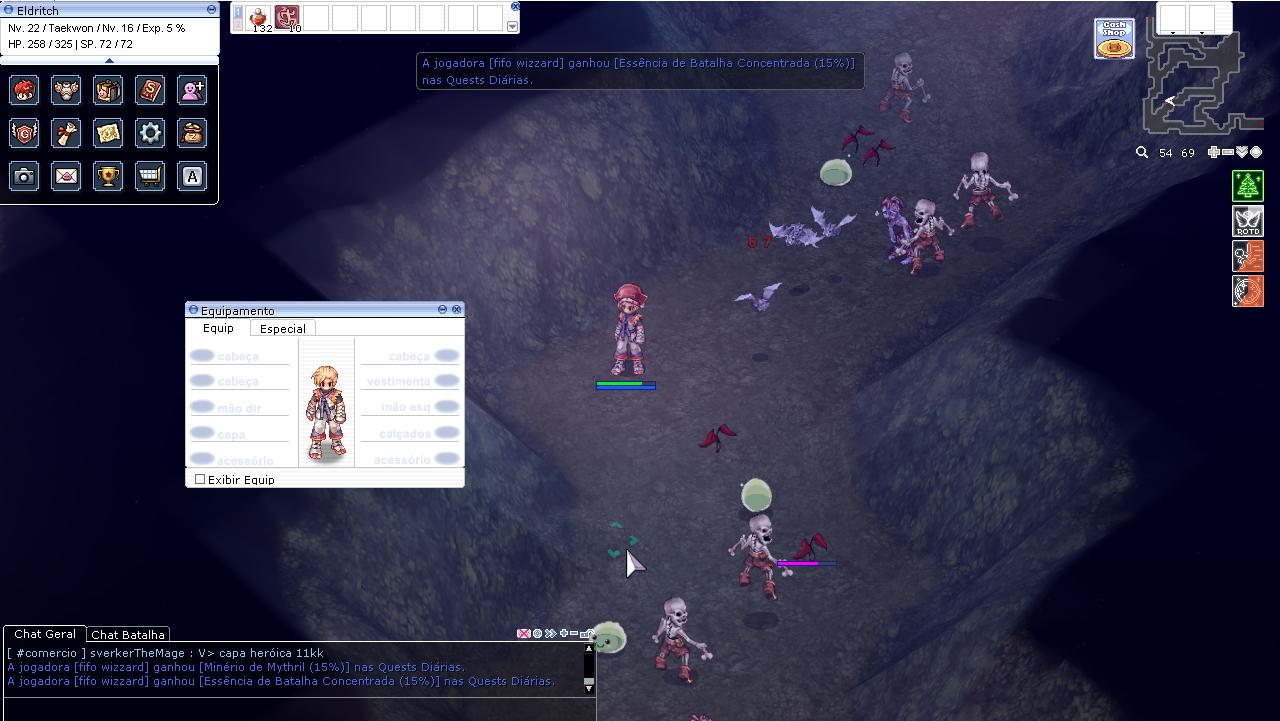 Eldritch
Nv. 22 / Taekwon / Nv. 16 / Exp. 5 %
HP. 258 / 325 | SP. 72 / 72
132
10
A jogadora [fifo wizzard] ganhou [Essência de Batalha Concentrada (15%)]
nas Quests Diárias.
Cash
Shop
54 69
ROTD
6 7
Equipamento
Equip
Especial
cabeça
cabeça
cabeça
vestimenta
mão dir
mão esq
capa
calçados
acessório
acessório
Exibir Equip
Chat Geral
Chat Batalha
[ #comercio ] sverkerTheMage : V> capa heróica 11kk
A jogadora [fifo wizzard] ganhou [Minério de Mythril (15%)] nas Quests Diárias.
A jogadora [fifo wizzard] ganhou [Essência de Batalha Concentrada (15%)] nas Quests Diárias.